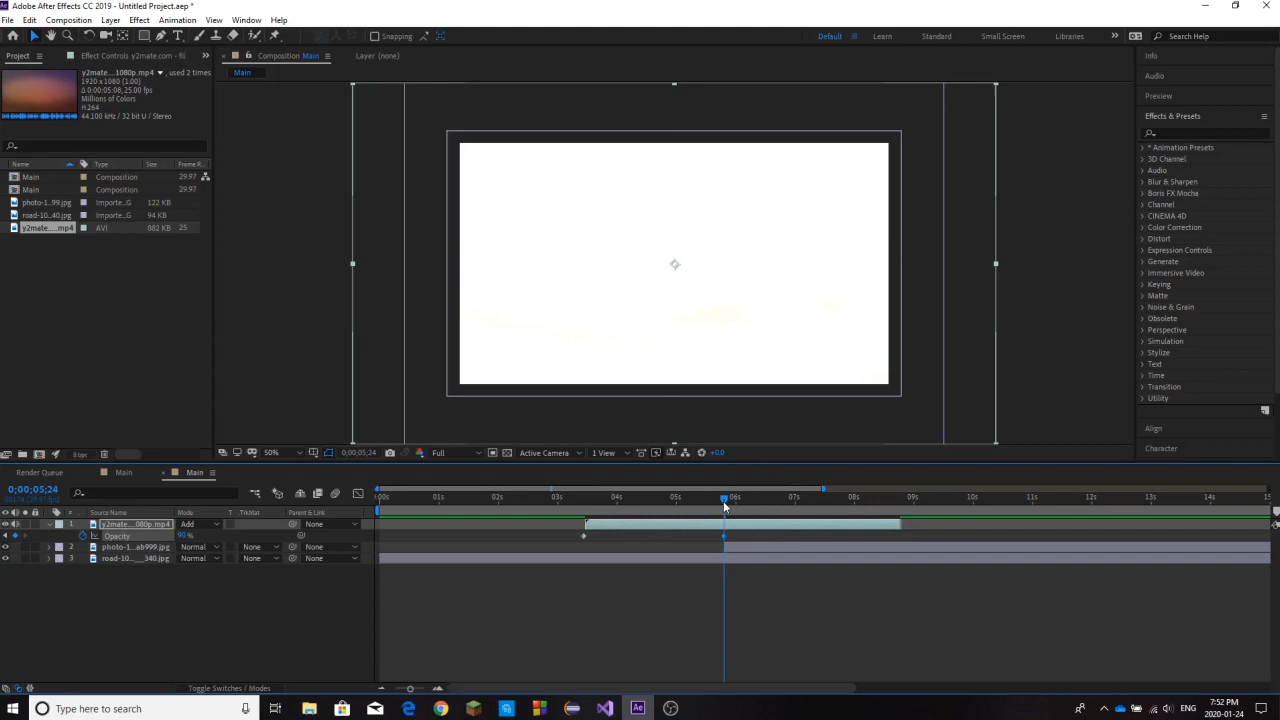 Adobe After Effects CC 2019 - Untitled Project.aep *
File Edit Composition Layer Effect Animation View Window Help
Snapping
Default Learn Standard Small Screen Libraries Search Help
Project Effect Controls y2mate.com - fil Composition Main Layer (none)
Main
y2mate....1080p.mp4 , used 2 times
1920 x 1080 (1.00)
Δ 0:00:05:08, 25.00 fps
Millions of Colors
H.264
44.100 kHz / 32 bit U / Stereo
Name Type Size Frame R...
Main Composition 29.97
Main Composition 29.97
photo-1...99.jpg Importe...G 122 KB
road-10...40.jpg Importe...G 94 KB
y2mate.....mp4 AVI 882 KB 25
8 bpc
Info
Audio
Preview
Effects & Presets
* Animation Presets
3D Channel
Audio
Blur & Sharpen
Boris FX Mocha
Channel
CINEMA 4D
Color Correction
Distort
Expression Controls
Generate
Immersive Video
Keying
Matte
Noise & Grain
Obsolete
Perspective
Simulation
Stylize
Text
Time
Transition
Utility
Align
Character
50% 0;00;05;24 Full Active Camera 1 View +0.0
Render Queue Main Main
0;00;05;24
00174 (29.97 fps)
:00s 01s 02s 03s 04s 05s 06s 07s 08s 09s 10s 11s 12s 13s 14s 15
# Source Name Mode T TrkMat Parent & Link
1 y2mate....080p.mp4 Add None
Opacity 90 %
2 photo-1...ab999.jpg Normal None None
3 road-10...__340.jpg Normal None None
Toggle Switches / Modes
Type here to search
Ae
ENG
7:52 PM
2020-01-24